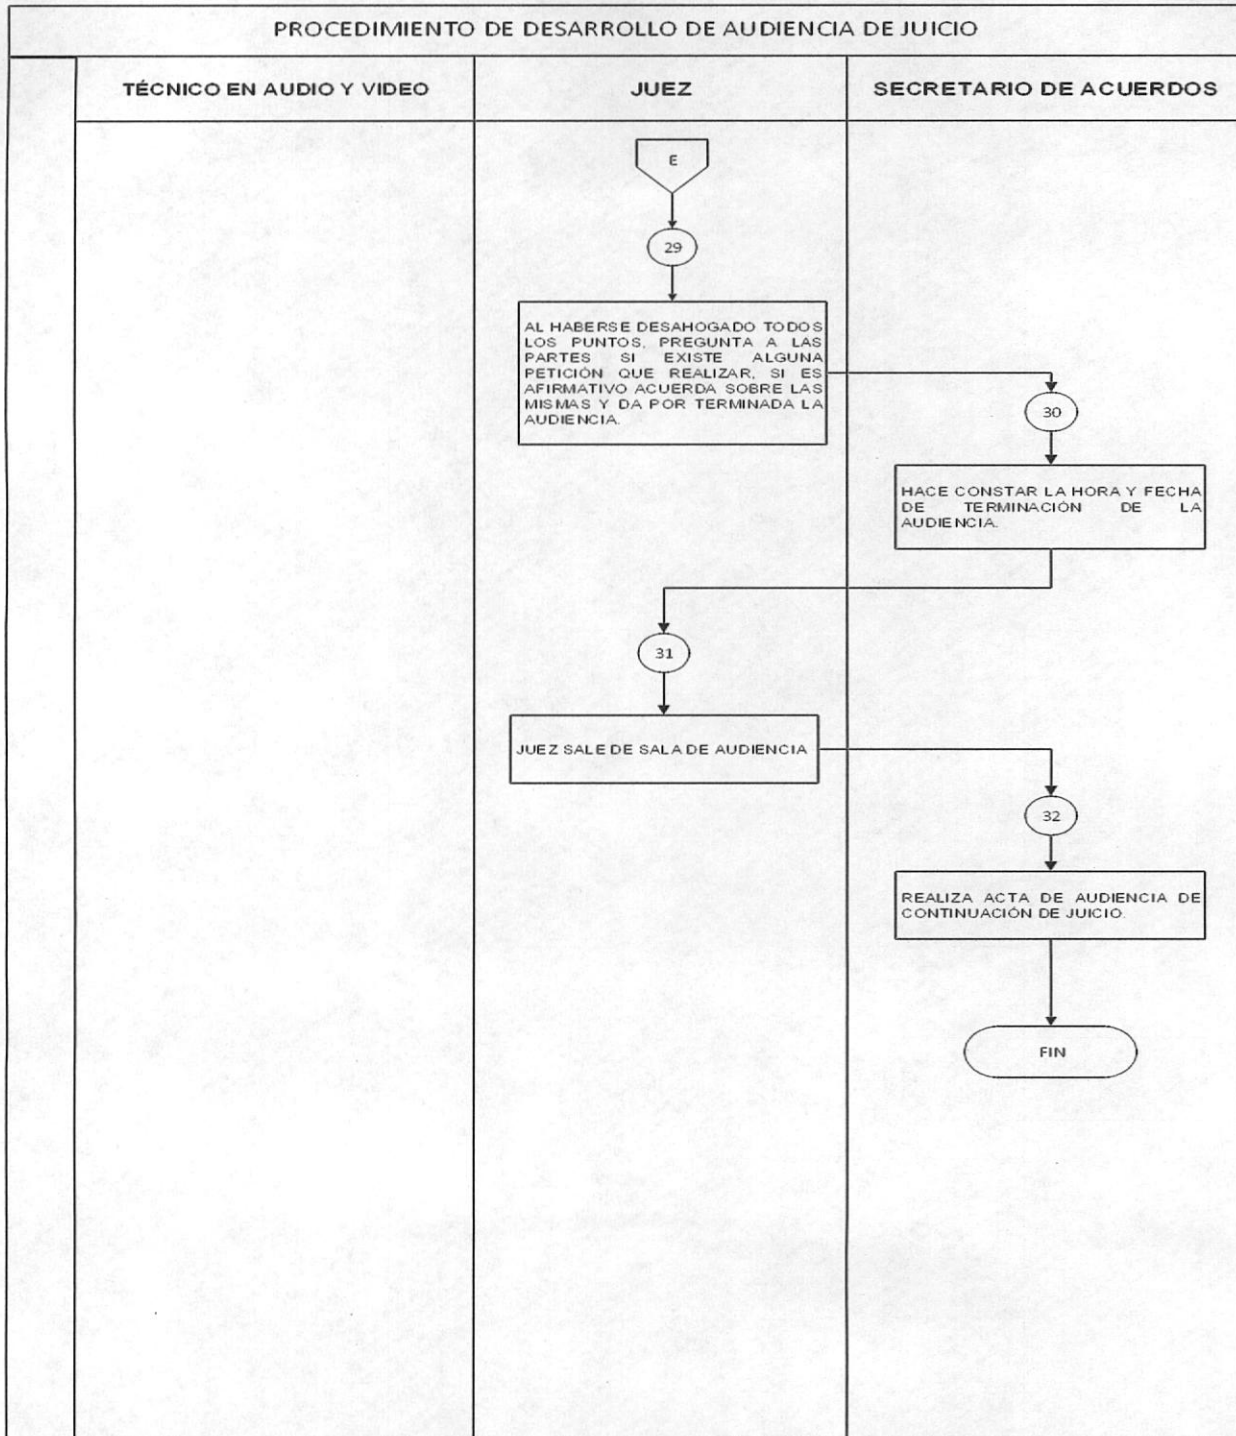 PROCEDIMIENTO DE DESARROLLO DE AUDIENCIA DE JUICIO
TÉCNICO EN AUDIO Y VIDEO
JUEZ
SECRETARIO DE ACUERDOS
E
29
AL HABERSE DESAHOGADO TODOS
LOS PUNTOS, PREGUNTA A LAS
PARTES SI EXISTE ALGUNA
PETICIÓN QUE REALIZAR, SI ES
AFIRMATIVO ACUERDA SOBRE LAS
MISMAS Y DA POR TERMINADA LA
AUDIENCIA.
30
HACE CONSTAR LA HORA Y FECHA
DE TERMINACIÓN DE LA
AUDIENCIA.
31
JUEZ SALE DE SALA DE AUDIENCIA
32
REALIZA ACTA DE AUDIENCIA DE
CONTINUACIÓN DE JUICIO.
FIN